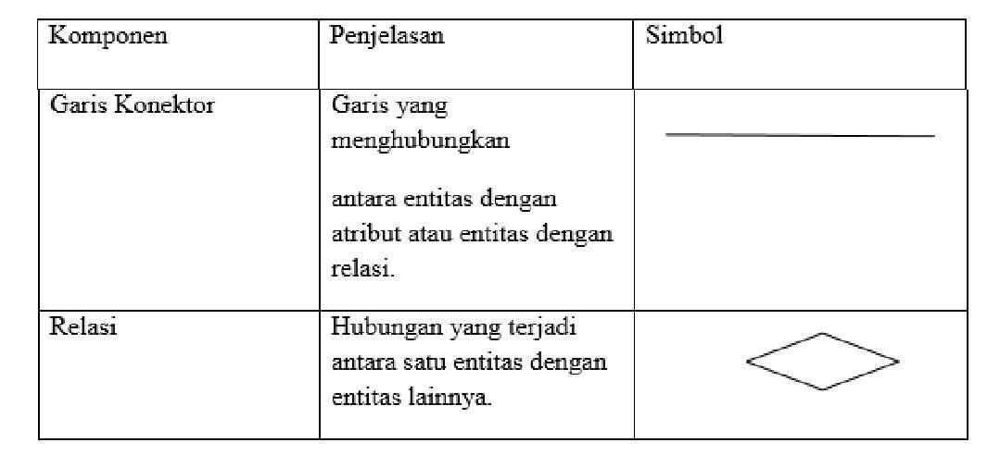 Komponen
Penjelasan
Simbol
Garis Konektor
Garis yang
menghubungkan
antara entitas dengan
atribut atau entitas dengan
relasi.
Relasi
Hubungan yang terjadi
antara satu entitas dengan
entitas lainnya.